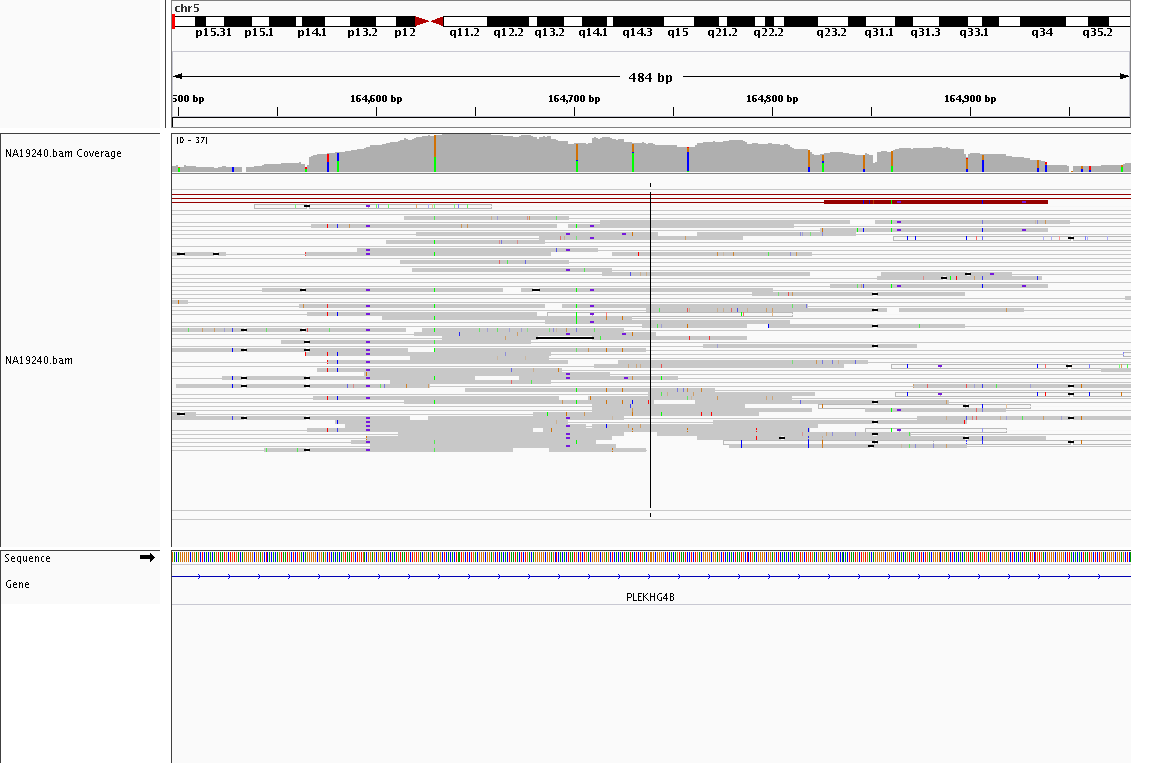 chr5
p15.31 p15.1 p14.1 p13.2 p12 q11.2 q12.2 q13.2 q14.1 q14.3 q15 q21.2 q22.2 q23.2 q31.1 q31.3 q33.1 q34 q35.2
484 bp
500 bp 164,600 bp 164,700 bp 164,800 bp 164,900 bp
[0 - 37]
NA19240.bam Coverage
NA19240.bam
Sequence
Gene
PLEKHG4B